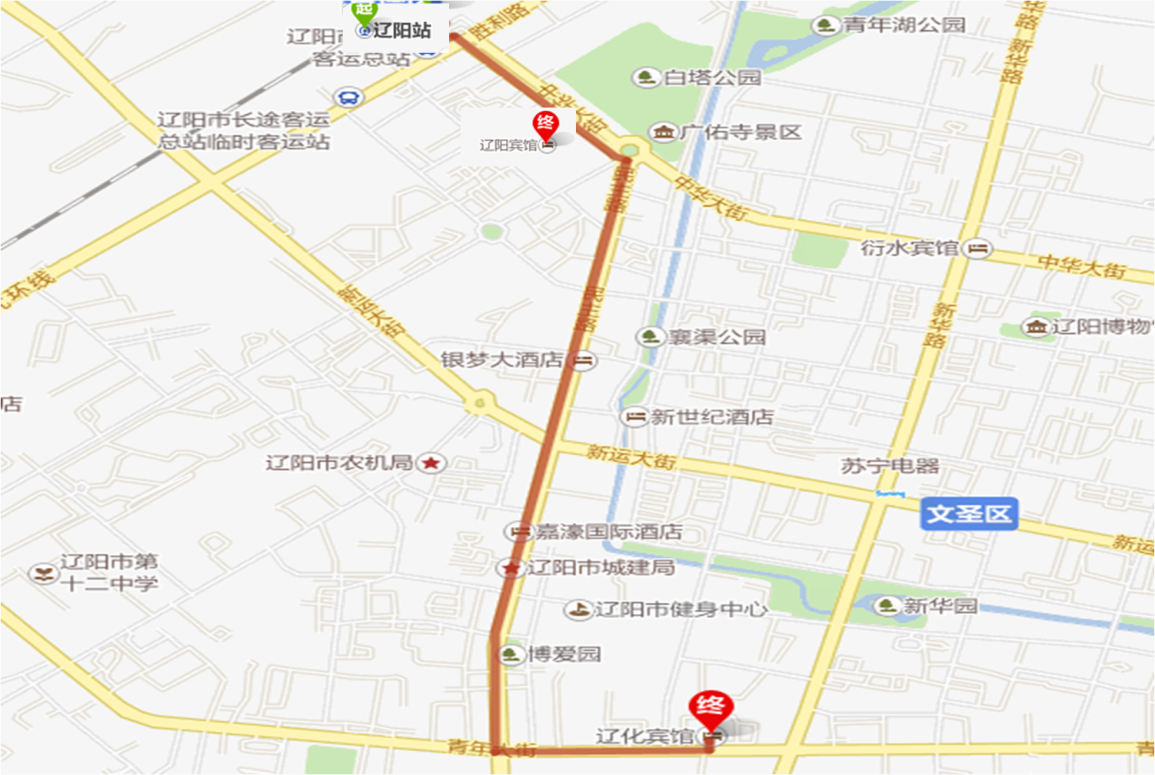 起
辽阳站
胜利路
客运总站
青年湖公园
新华路
中华大街
白塔公园
终
辽阳宾馆
广佑寺景区
辽阳市长途客运
总站临时客运站
中华大街
衍水宾馆
中华大街
新运大街
新华路
襄渠公园
辽阳博物
银梦大酒店
店
新世纪酒店
辽阳市农机局
新运大街
苏宁电器
Suning
文圣区
嘉濠国际酒店
新运
辽阳市第
十二中学
辽阳市城建局
辽阳市健身中心
新华园
博爱园
终
辽化宾馆
青年大街
青